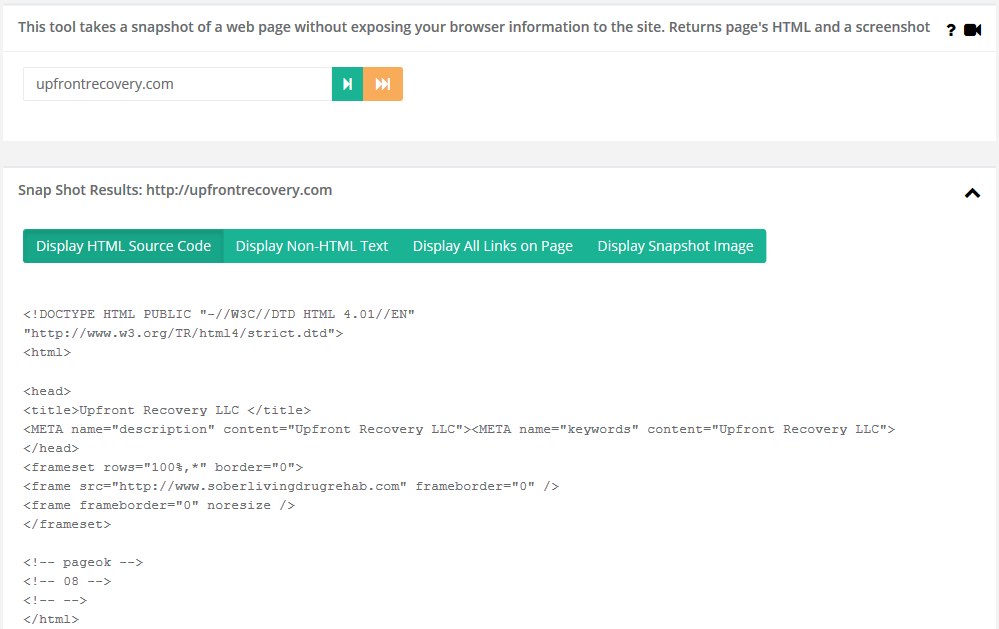 This tool takes a snapshot of a web page without exposing your browser information to the site. Returns page's HTML and a screenshot ?
upfrontrecovery.com
Snap Shot Results: http://upfrontrecovery.com
Display HTML Source Code Display Non-HTML Text Display All Links on Page Display Snapshot Image
<!DOCTYPE HTML PUBLIC "-//W3C//DTD HTML 4.01//EN"
"http://www.w3.org/TR/html4/strict.dtd">
<html>
<head>
<title>Upfront Recovery LLC </title>
<META name="description" content="Upfront Recovery LLC"><META name="keywords" content="Upfront Recovery LLC">
</head>
<frameset rows="100%,*" border="0">
<frame src="http://www.soberlivingdrugrehab.com" frameborder="0" />
<frame frameborder="0" noresize />
</frameset>
<!-- pageok -->
<!-- 08 -->
<!-- -->
</html>